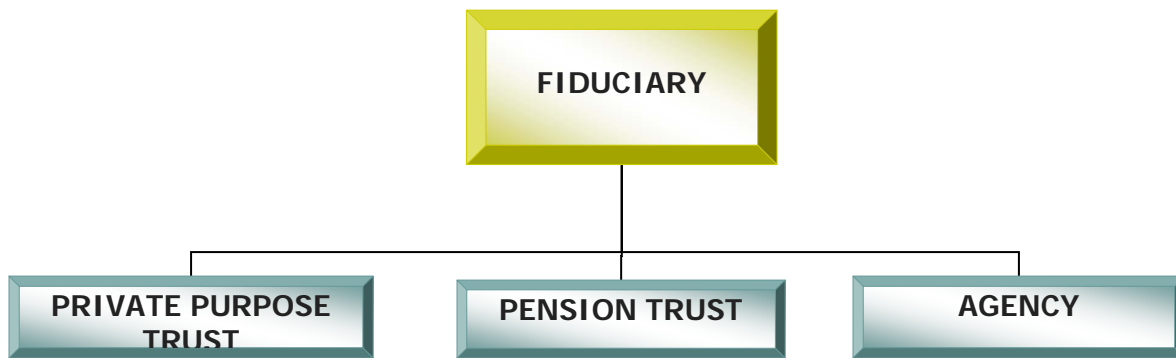 FIDUCIARY
PRIVATE PURPOSE
TRUST
PENSION TRUST
AGENCY